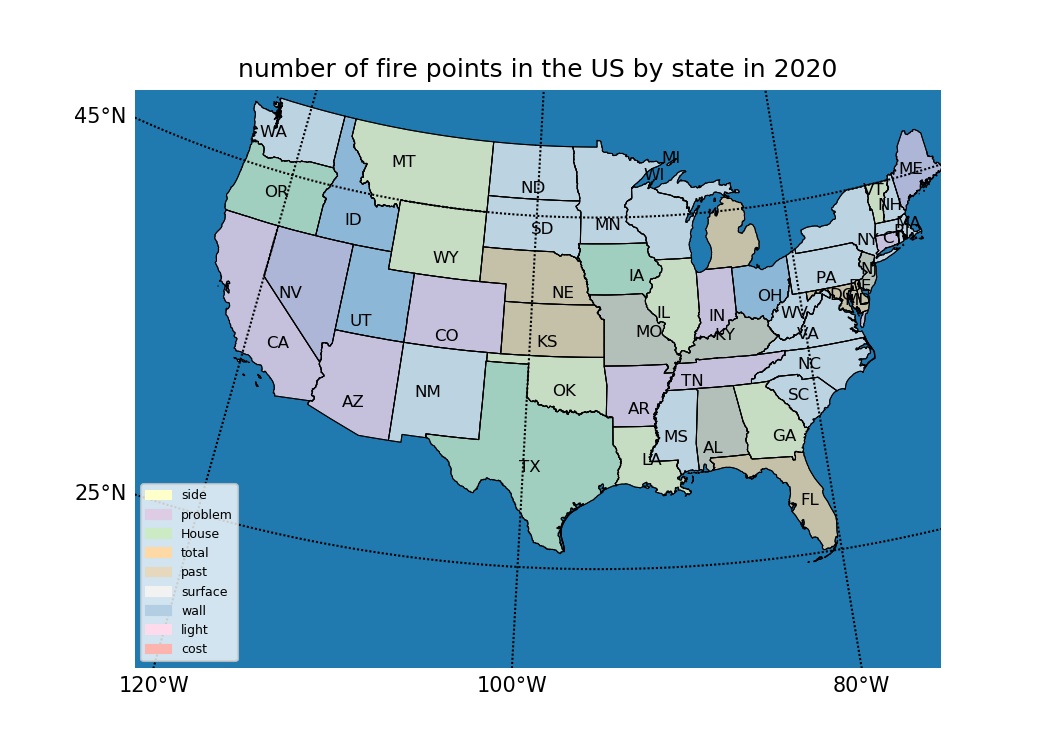 number of fire points in the US by state in 2020
45°N
25°N
120°W
100°W
80°W
WA
MT
ND
MI
WI
ME
VT
NH
MA
RI
CT
NY
OR
ID
SD
MN
WY
IA
NE
PA
NJ
DE
DC
MD
OH
NV
UT
CO
KS
MO
IL
IN
KY
WV
VA
CA
AZ
NM
OK
AR
TN
NC
SC
TX
LA
MS
AL
GA
FL
side
problem
House
total
past
surface
wall
light
cost